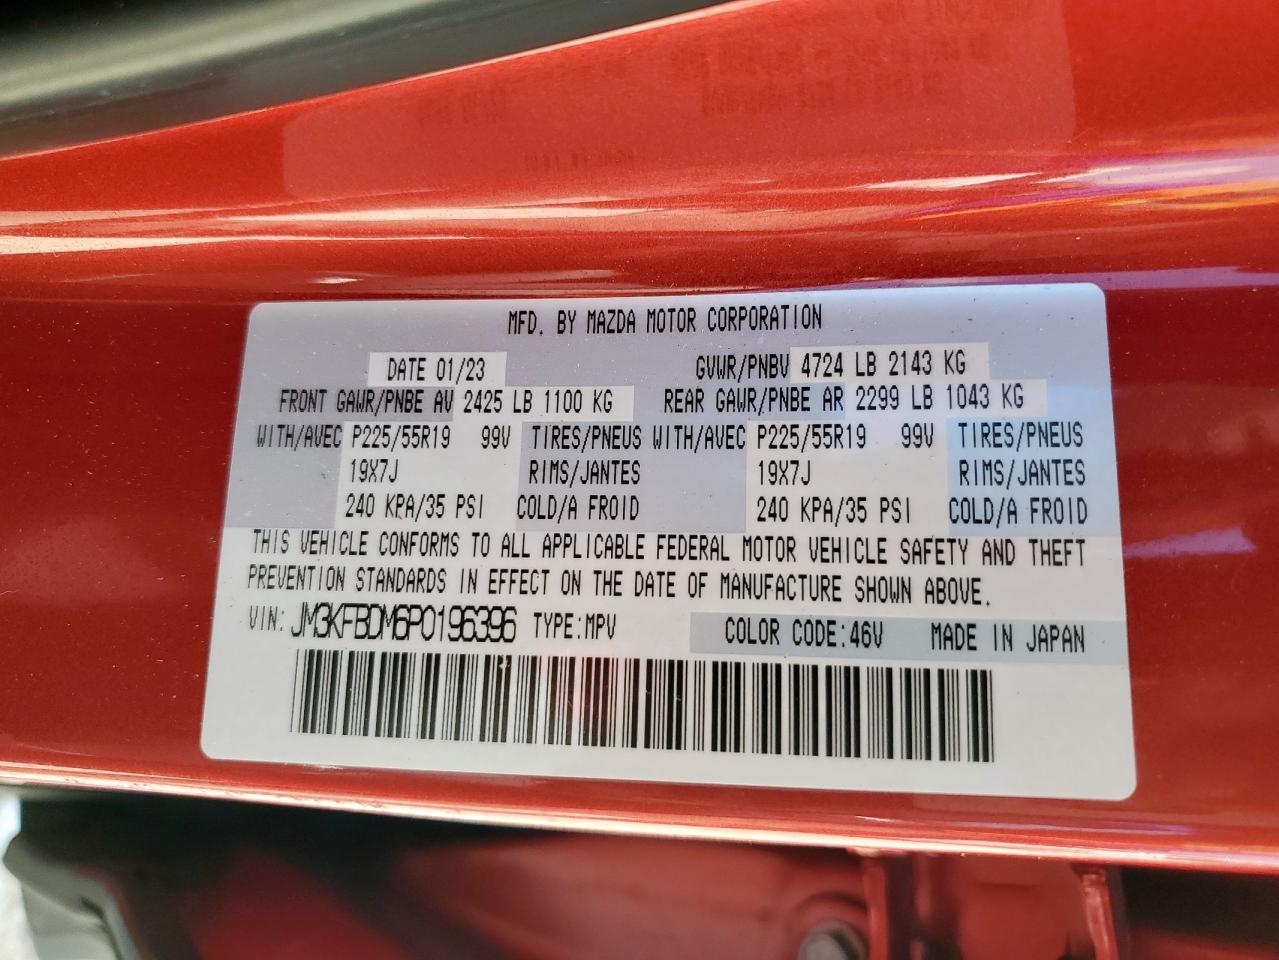 MFD. BY MAZDA MOTOR CORPORATION
DATE 01/23 GVWR/PNBV 4724 LB 2143 KG
FRONT GAWR/PNBE AV 2425 LB 1100 KG REAR GAWR/PNBE AR 2299 LB 1043 KG
WITH/AVEC P225/55R19 99V TIRES/PNEUS WITH/AVEC P225/55R19 99V TIRES/PNEUS
19X7J RIMS/JANTES 19X7J RIMS/JANTES
240 KPA/35 PSI COLD/A FROID 240 KPA/35 PSI COLD/A FROID
THIS VEHICLE CONFORMS TO ALL APPLICABLE FEDERAL MOTOR VEHICLE SAFETY AND THEFT
PREVENTION STANDARDS IN EFFECT ON THE DATE OF MANUFACTURE SHOWN ABOVE.
VIN: JM3KFBDM6P0196396 TYPE:MPV COLOR CODE:46V MADE IN JAPAN